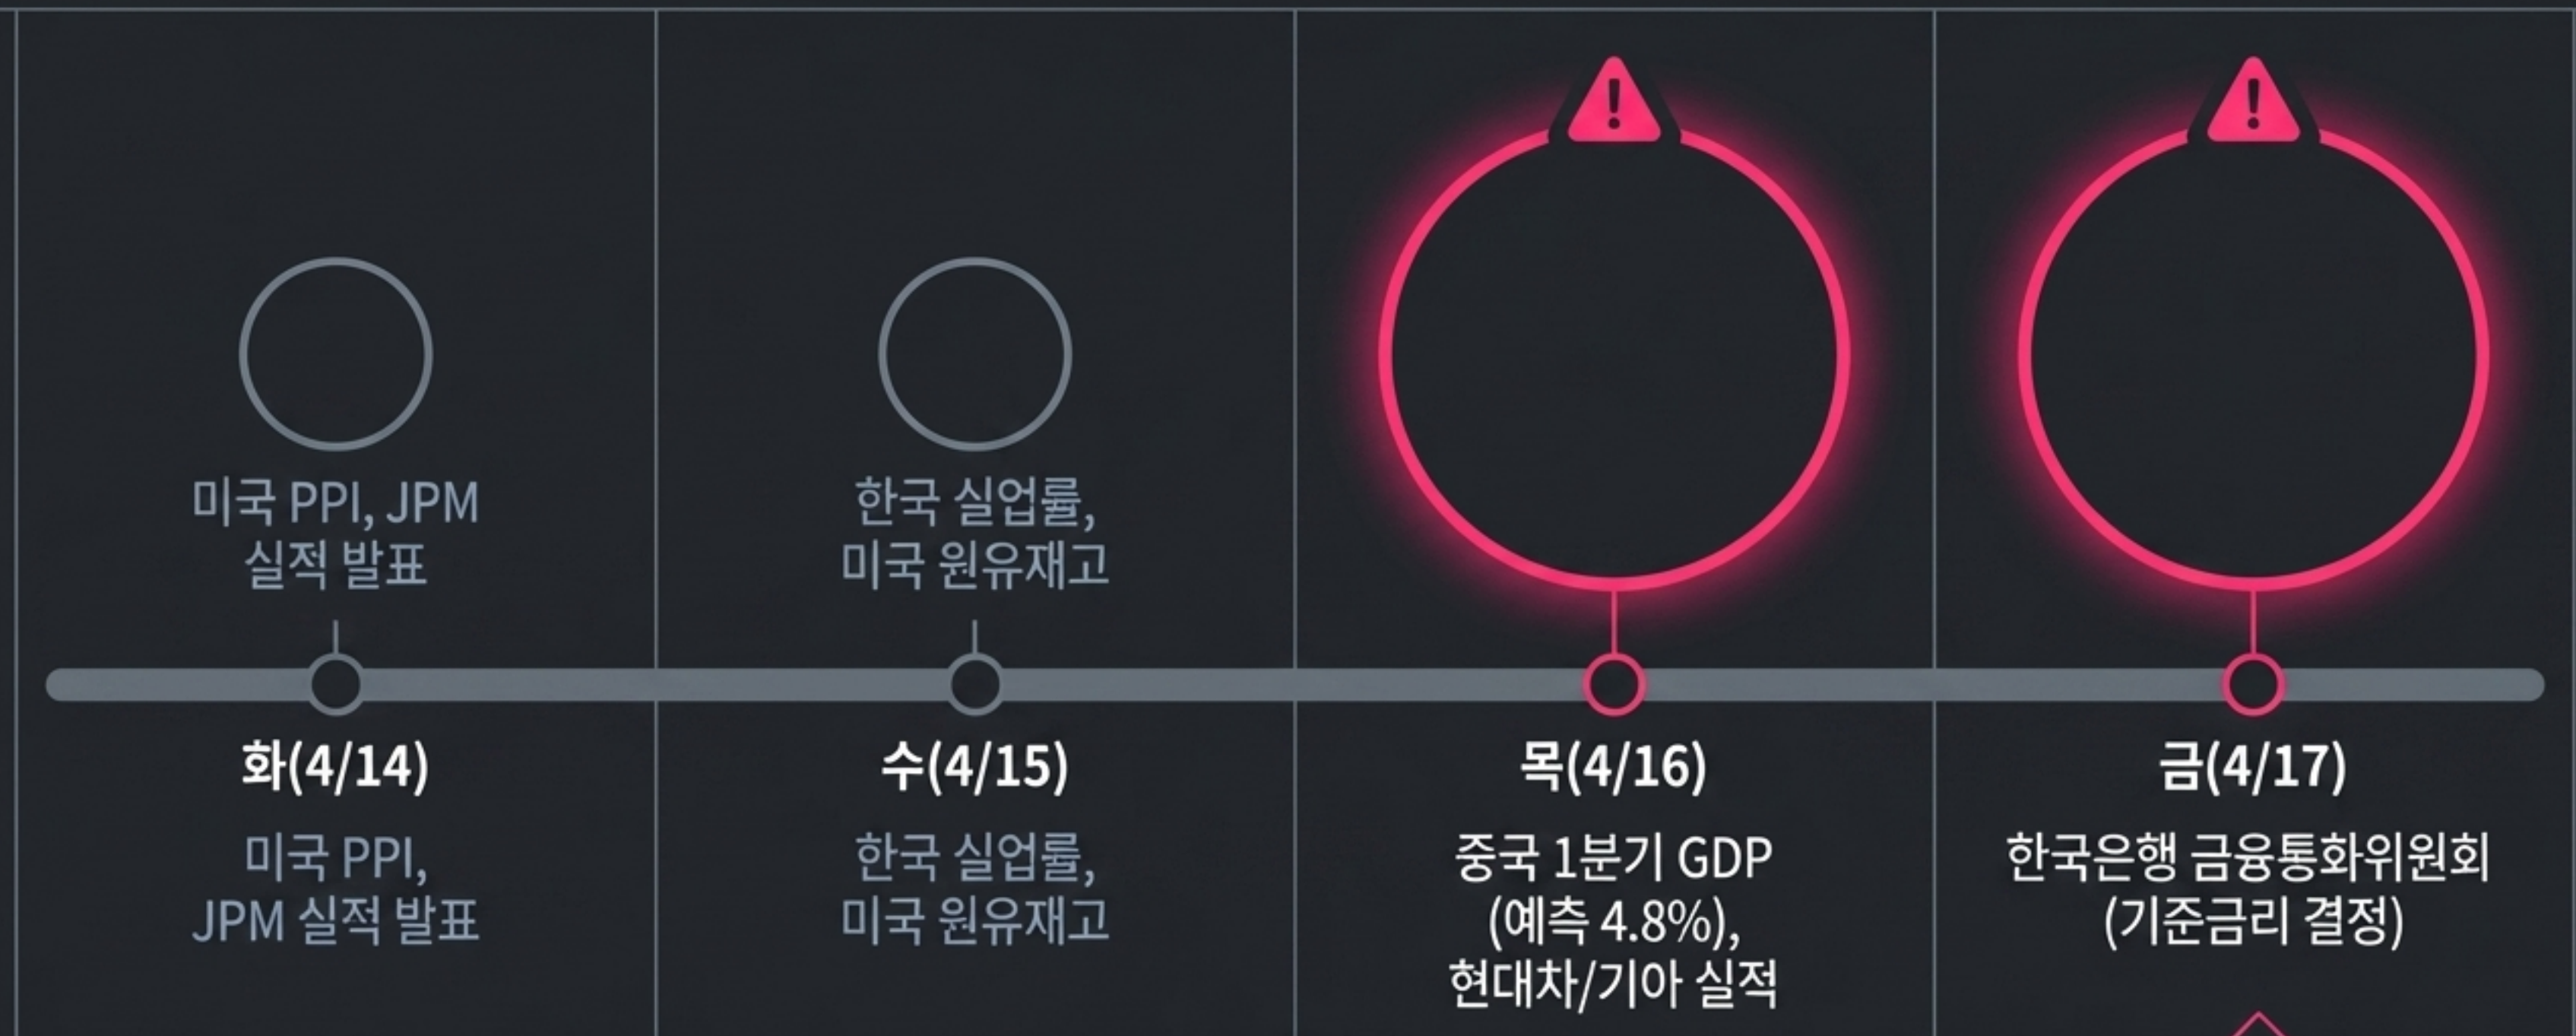 미국 PPI, JPM
실적 발표
한국 실업률,
미국 원유재고
화(4/14)
미국 PPI,
JPM 실적 발표
수(4/15)
한국 실업률,
미국 원유재고
목(4/16)
중국 1분기 GDP
(예측 4.8%),
현대차/기아 실적
금(4/17)
한국은행 금융통화위원회
(기준금리 결정)